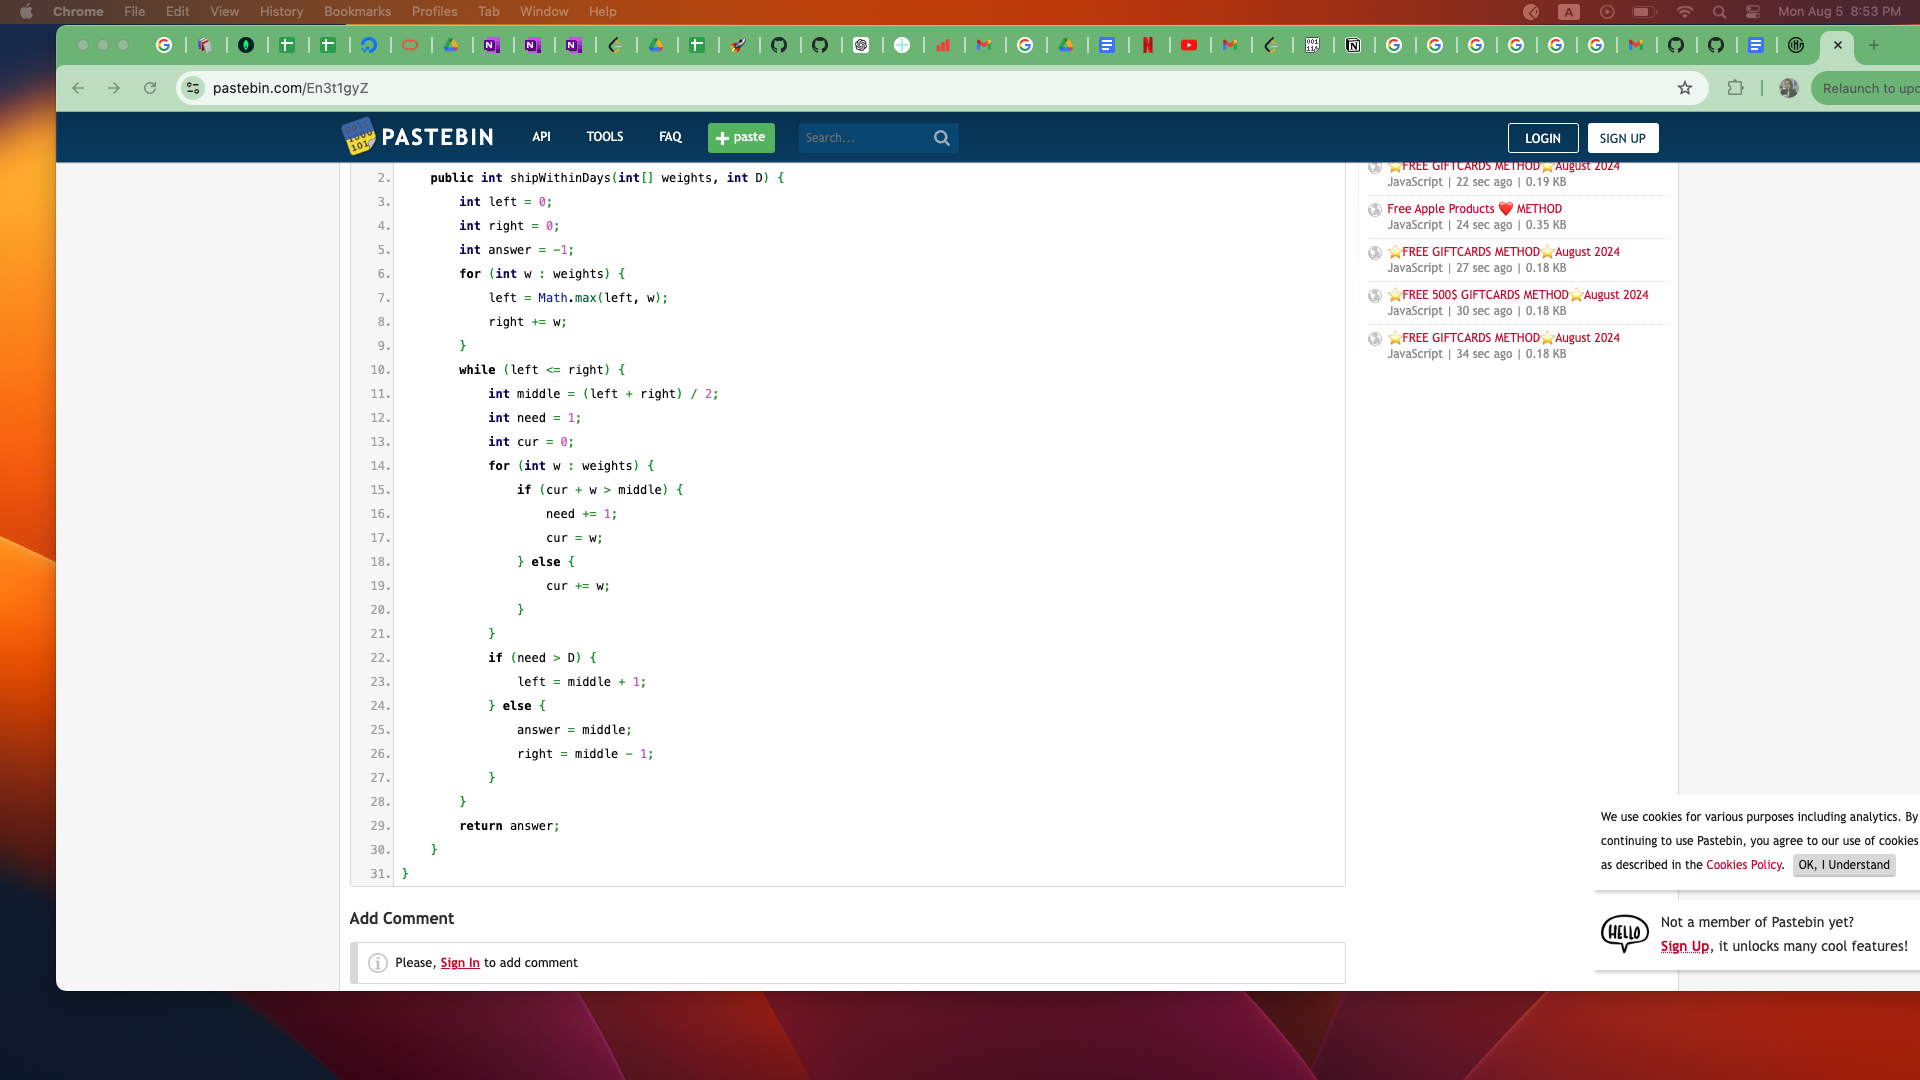 Chrome File Edit View History Bookmarks Profiles Tab Window Help
A
Mon Aug 5 8:53 PM
pastebin.com/En3t1gyZ
Relaunch to upd
PASTEBIN
API
TOOLS
FAQ
+ paste
Search...
LOGIN
SIGN UP
2. public int shipWithinDays(int[] weights, int D) {
3. int left = 0;
4. int right = 0;
5. int answer = -1;
6. for (int w : weights) {
7. left = Math.max(left, w);
8. right += w;
9. }
10. while (left <= right) {
11. int middle = (left + right) / 2;
12. int need = 1;
13. int cur = 0;
14. for (int w : weights) {
15. if (cur + w > middle) {
16. need += 1;
17. cur = w;
18. } else {
19. cur += w;
20. }
21. }
22. if (need > D) {
23. left = middle + 1;
24. } else {
25. answer = middle;
26. right = middle - 1;
27. }
28. }
29. return answer;
30. }
31. }
⭐FREE GIFTCARDS METHOD⭐August 2024
JavaScript | 22 sec ago | 0.19 KB
Free Apple Products ❤️ METHOD
JavaScript | 24 sec ago | 0.35 KB
⭐FREE GIFTCARDS METHOD⭐August 2024
JavaScript | 27 sec ago | 0.18 KB
⭐FREE 500$ GIFTCARDS METHOD⭐August 2024
JavaScript | 30 sec ago | 0.18 KB
⭐FREE GIFTCARDS METHOD⭐August 2024
JavaScript | 34 sec ago | 0.18 KB
Add Comment
Please, Sign In to add comment
We use cookies for various purposes including analytics. By
continuing to use Pastebin, you agree to our use of cookies
as described in the Cookies Policy. OK, I Understand
HELLO
Not a member of Pastebin yet?
Sign Up, it unlocks many cool features!